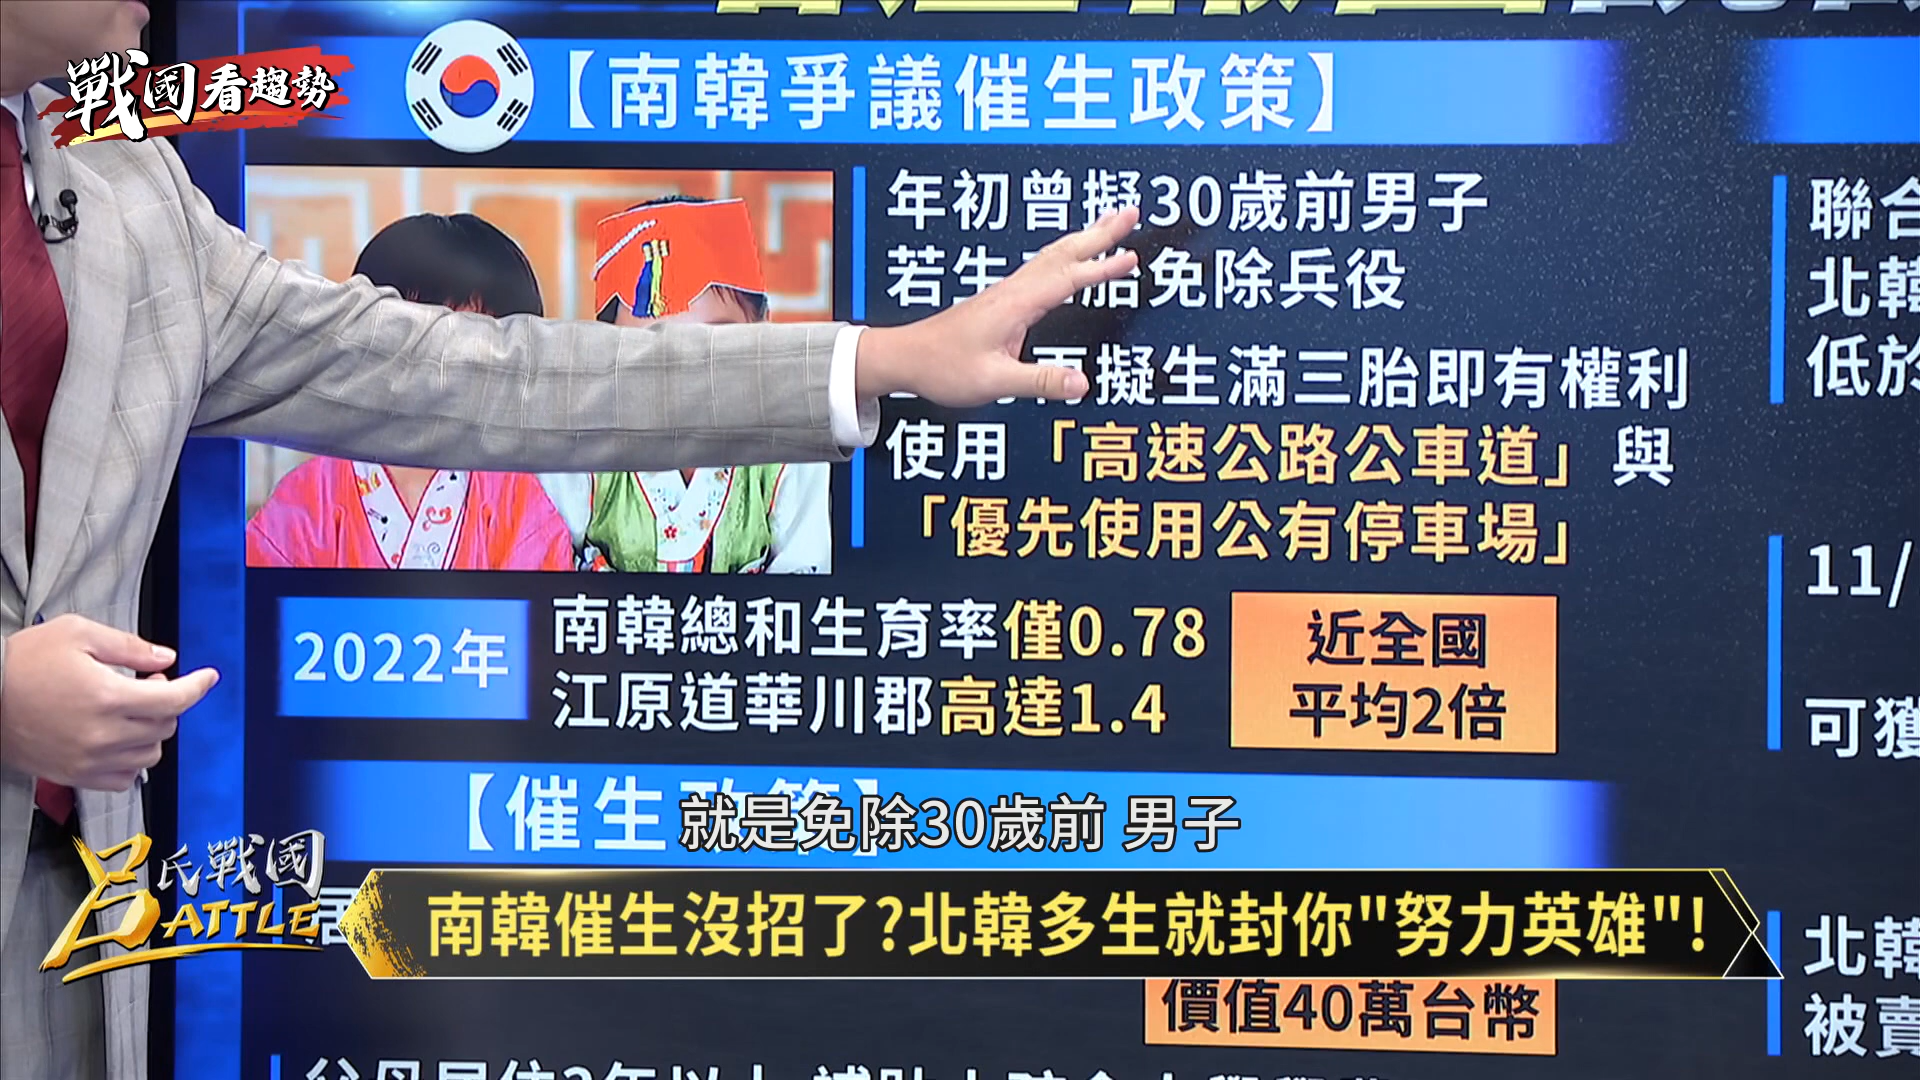 戰國看趨勢
【南韓爭議催生政策】
年初曾擬30歲前男子
若生 胎免除兵役
再擬生滿三胎即有權利
使用「高速公路公車道」與
「優先使用公有停車場」
2022年
南韓總和生育率僅0.78
江原道華川郡高達1.4
近全國
平均2倍
【催生政策】
就是免除30歲前 男子
呂氏戰國
BATTLE
南韓催生沒招了?北韓多生就封你"努力英雄"!
價值40萬台幣
聯合
北韓
低於
11/
可獲
北韓
被賣